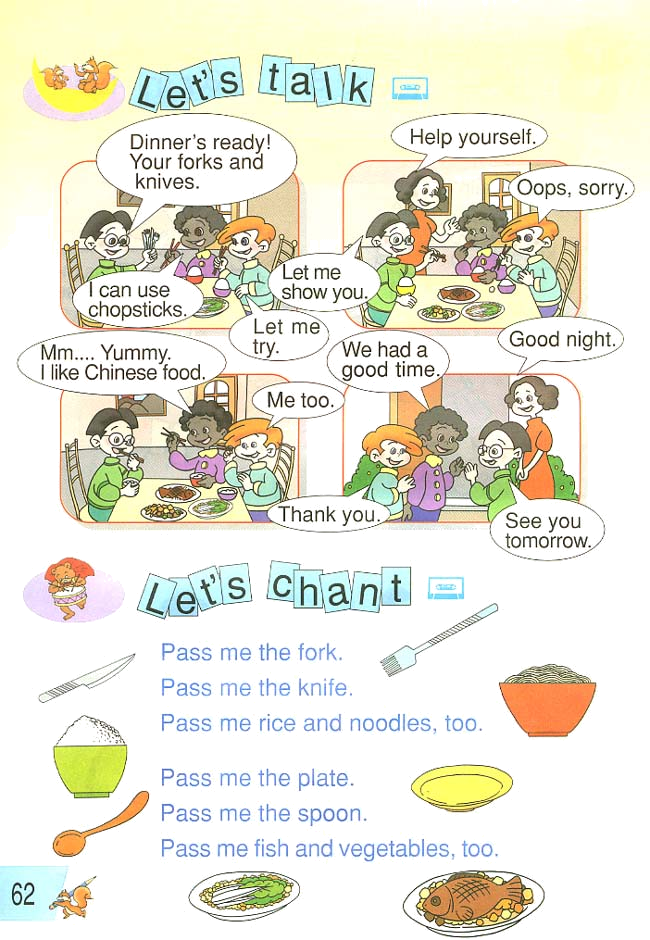 Let's talk
Dinner's ready!
Your forks and
knives.
I can use
chopsticks.
Let me
try.
Help yourself.
Oops, sorry.
Let me
show you.
Mm.... Yummy.
I like Chinese food.
Me too.
We had a
good time.
Good night.
Thank you.
See you
tomorrow.
Let's chant
Pass me the fork.
Pass me the knife.
Pass me rice and noodles, too.
Pass me the plate.
Pass me the spoon.
Pass me fish and vegetables, too.
62